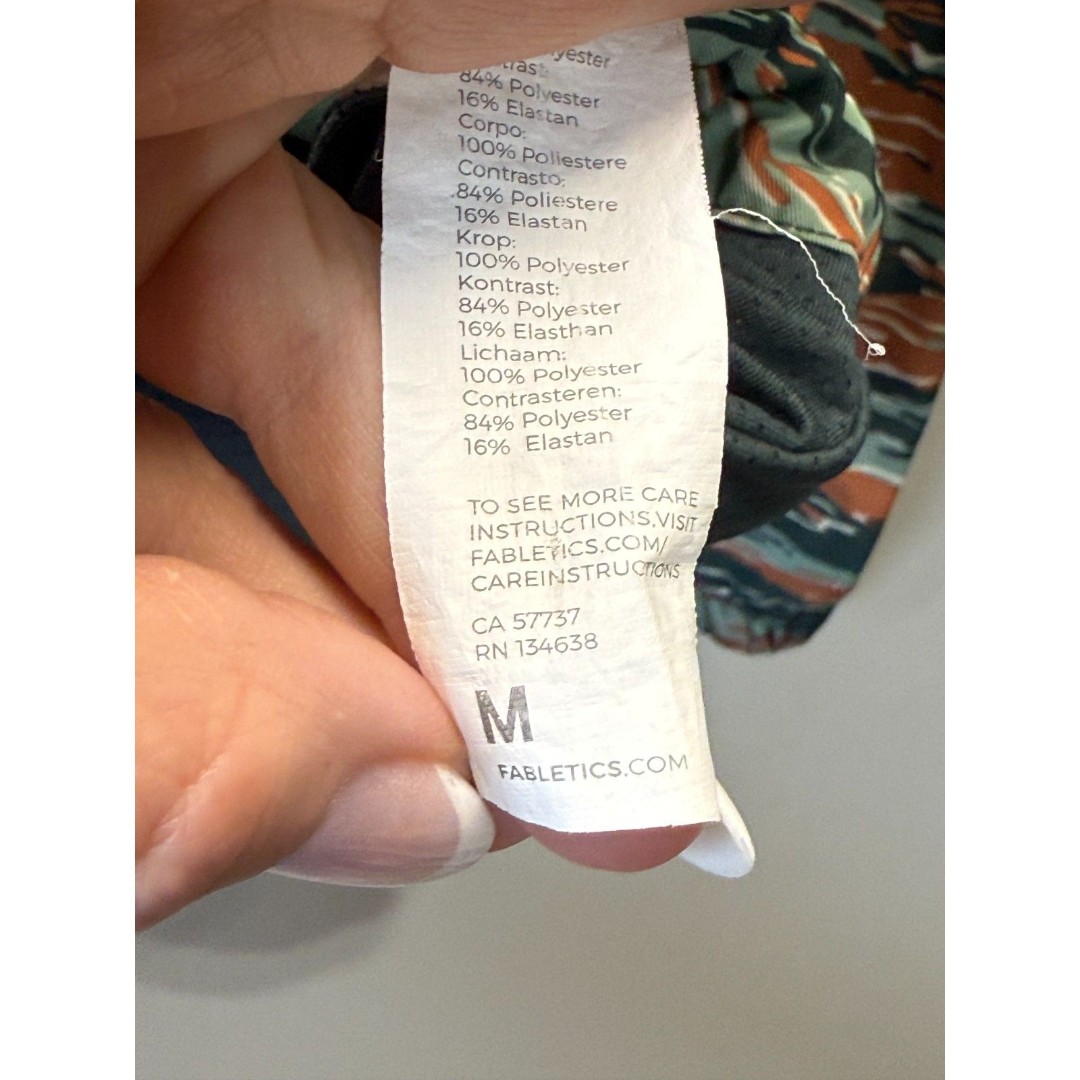 84% Polyester
16% Elastan
Corpo:
100% Poliestere
Contrasto:
84% Poliestere
16% Elastan
Krop:
100% Polyester
Kontrast:
84% Polyester
16% Elasthan
Lichaam:
100% Polyester
Contrasteren:
84% Polyester
16% Elastan
TO SEE MORE CARE
INSTRUCTIONS,VISIT
FABLETICS.COM/
CAREINSTRUCTIONS
CA 57737
RN 134638
M
FABLETICS.COM